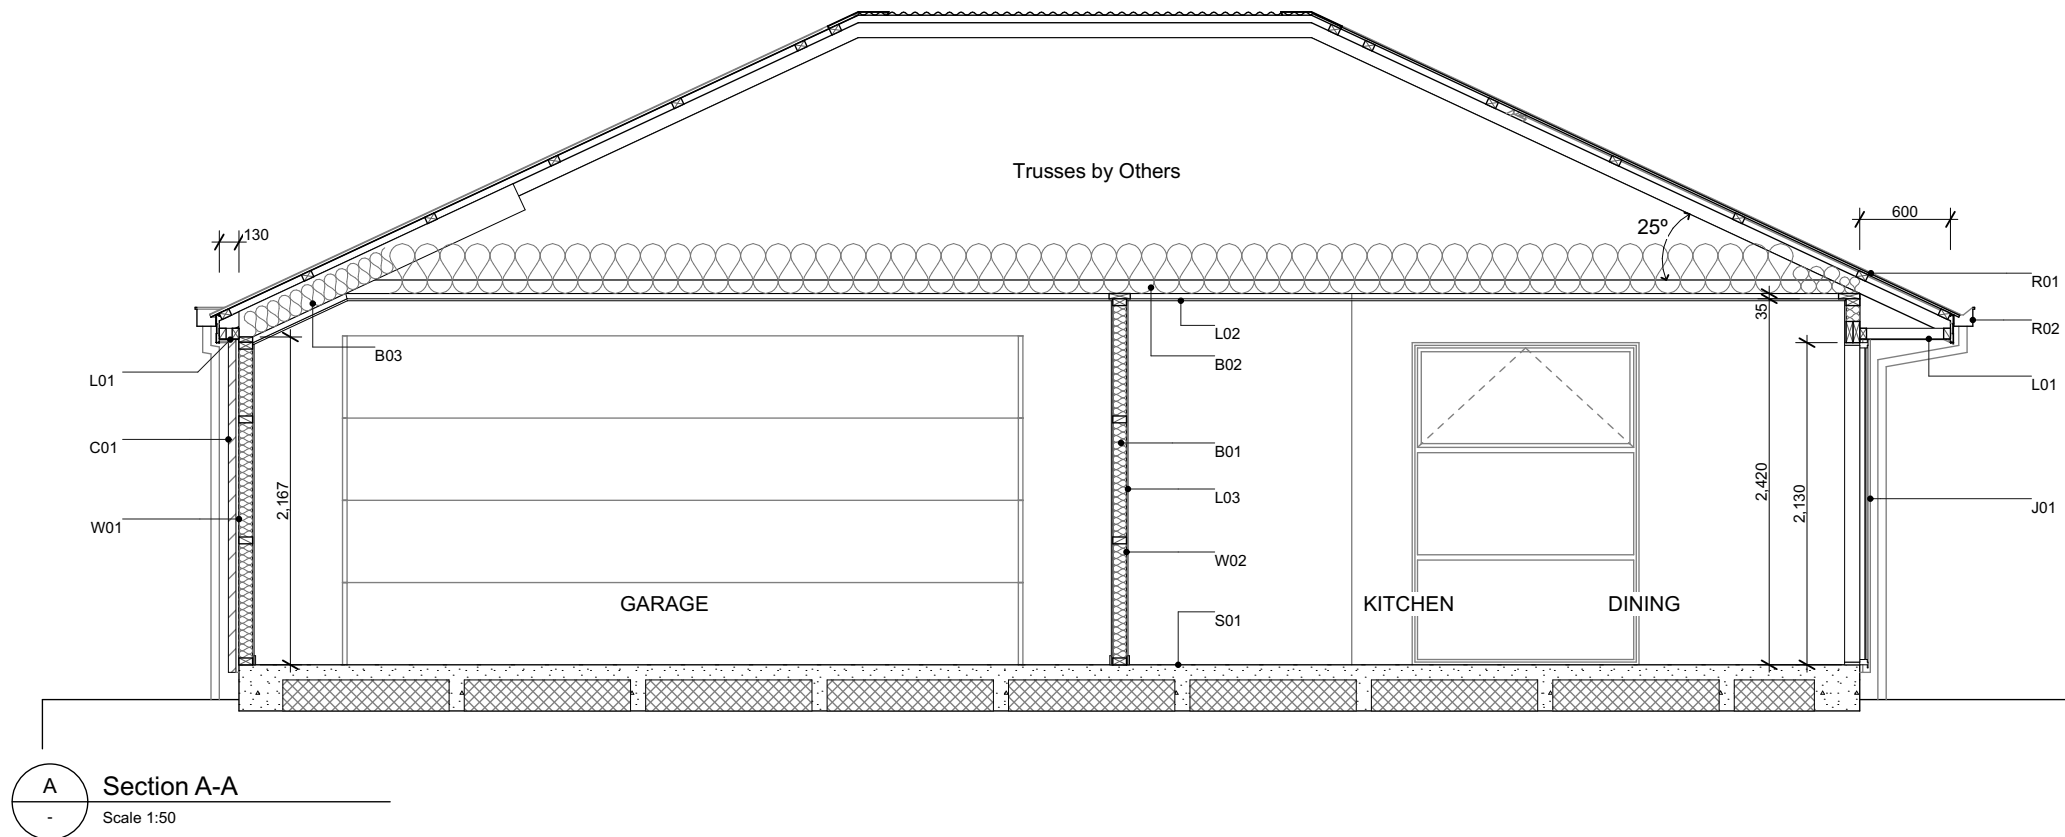 Trusses by Others
130
600
25º
R01
35
R02
L02
B03
B02
L01
L01
C01
B01
2,167
L03
2,420
2,130
W01
J01
W02
GARAGE
KITCHEN
DINING
S01
A
Section A-A
-
Scale 1:50